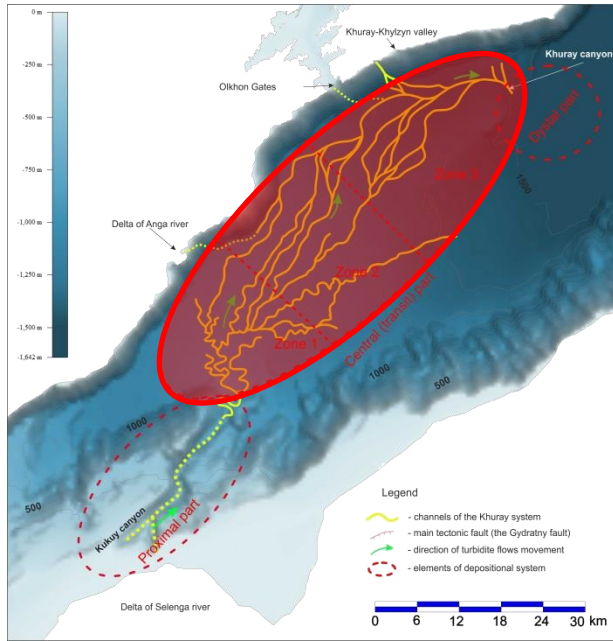 0 m
-250 m
-500 m
-750 m
-1,000 m
-1,250 m
-1,500 m
-1,642 m
Khuray-Khylzyn valley
Olkhon Gates
Khuray canyon
Dystal part
Zone 3
1500
Delta of Anga river
Zone 2
Central (transit) part
Zone 1
1000
500
1000
500
Kukuy canyon
Proximal part
Delta of Selenga river
Legend
- channels of the Khuray system
- main tectonic fault (the Gydratny fault)
- direction of turbidite flows movement
- elements of depositional system
0 6 12 18 24 30 km